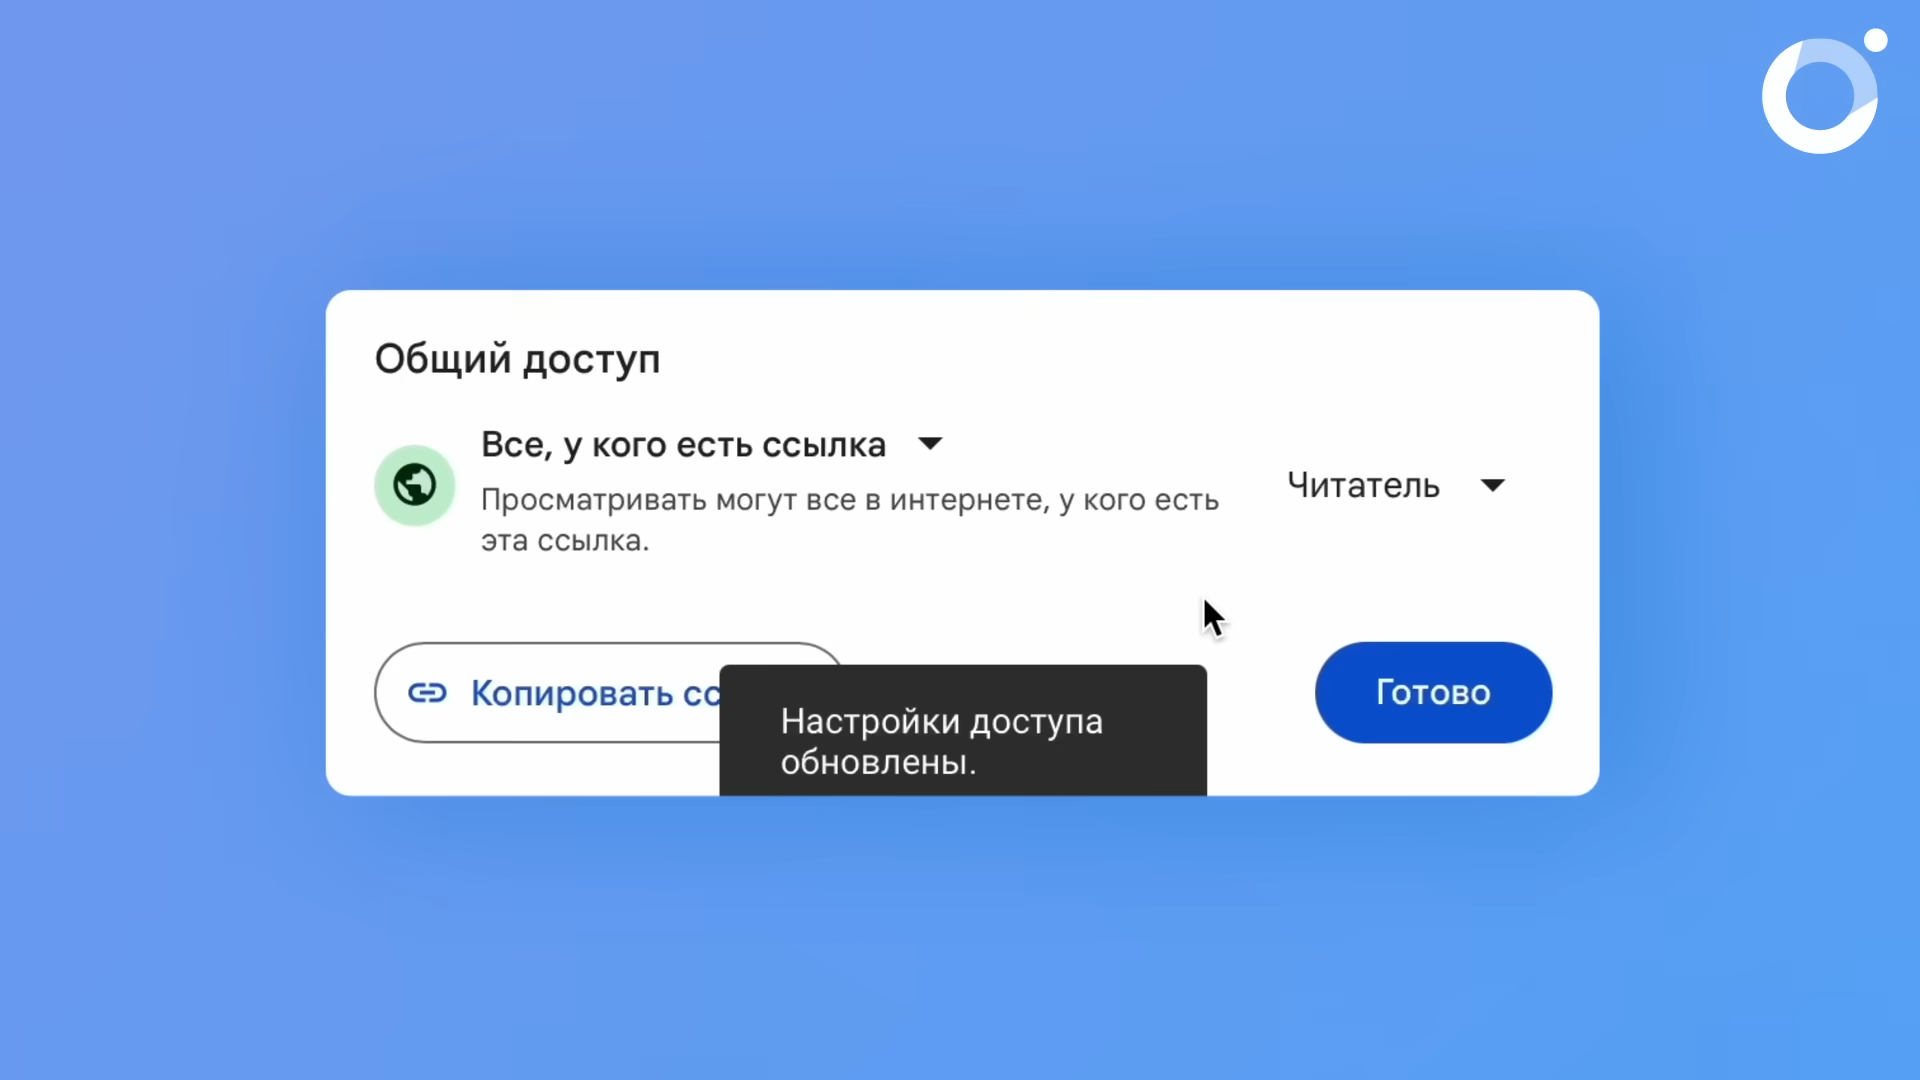 Общий доступ
Все, у кого есть ссылка
Просматривать могут все в интернете, у кого есть
эта ссылка.
Читатель
Копировать
Настройки доступа
обновлены.
Готово